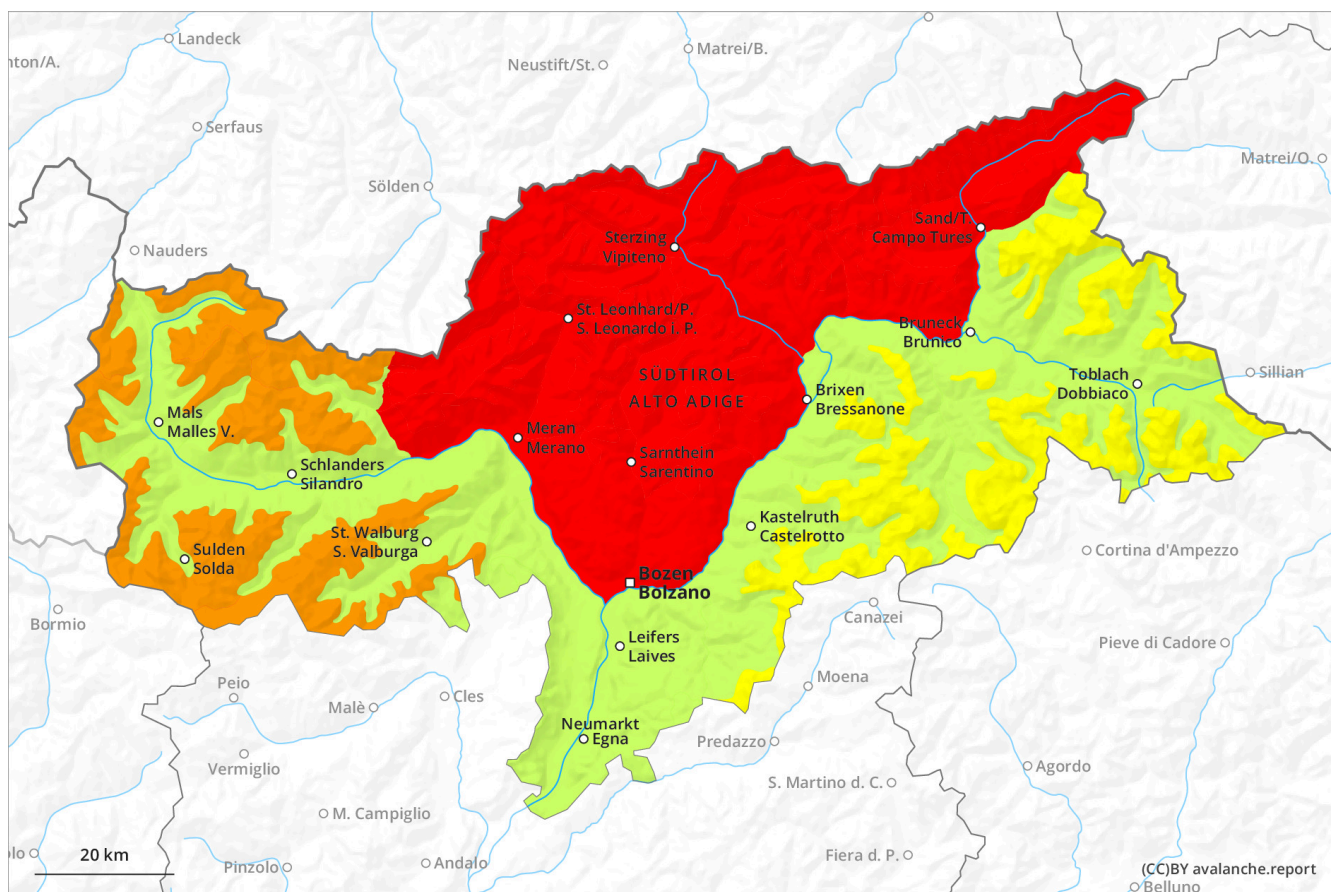 Landeck
Matrei/B.
nton/A.
Neustift/St.
Serfaus
Matrei/O.
Sölden
Sand/T.
Campo Tures
Sterzing
Vipiteno
Nauders
St. Leonhard/P.
S. Leonardo i. P.
Bruneck
Brunico
SÜDTIROL
ALTO ADIGE
Toblach
Dobbiaco
Sillian
Brixen
Bressanone
Mals
Malles V.
Meran
Merano
Sarnthein
Sarentino
Schlanders
Silandro
Kastelruth
Castelrotto
St. Walburg
S. Valburga
Sulden
Solda
Cortina d'Ampezzo
Bozen
Bolzano
Bormio
Canazei
Leifers
Laives
Pieve di Cadore
Peio
Moena
Malè
Cles
Neumarkt
Egna
Predazzo
Vermiglio
Agordo
S. Martino d. C.
M. Campiglio
olo
20 km
Pinzolo
Andalo
Fiera d. P.
(CC)BY avalanche.report
Belluno